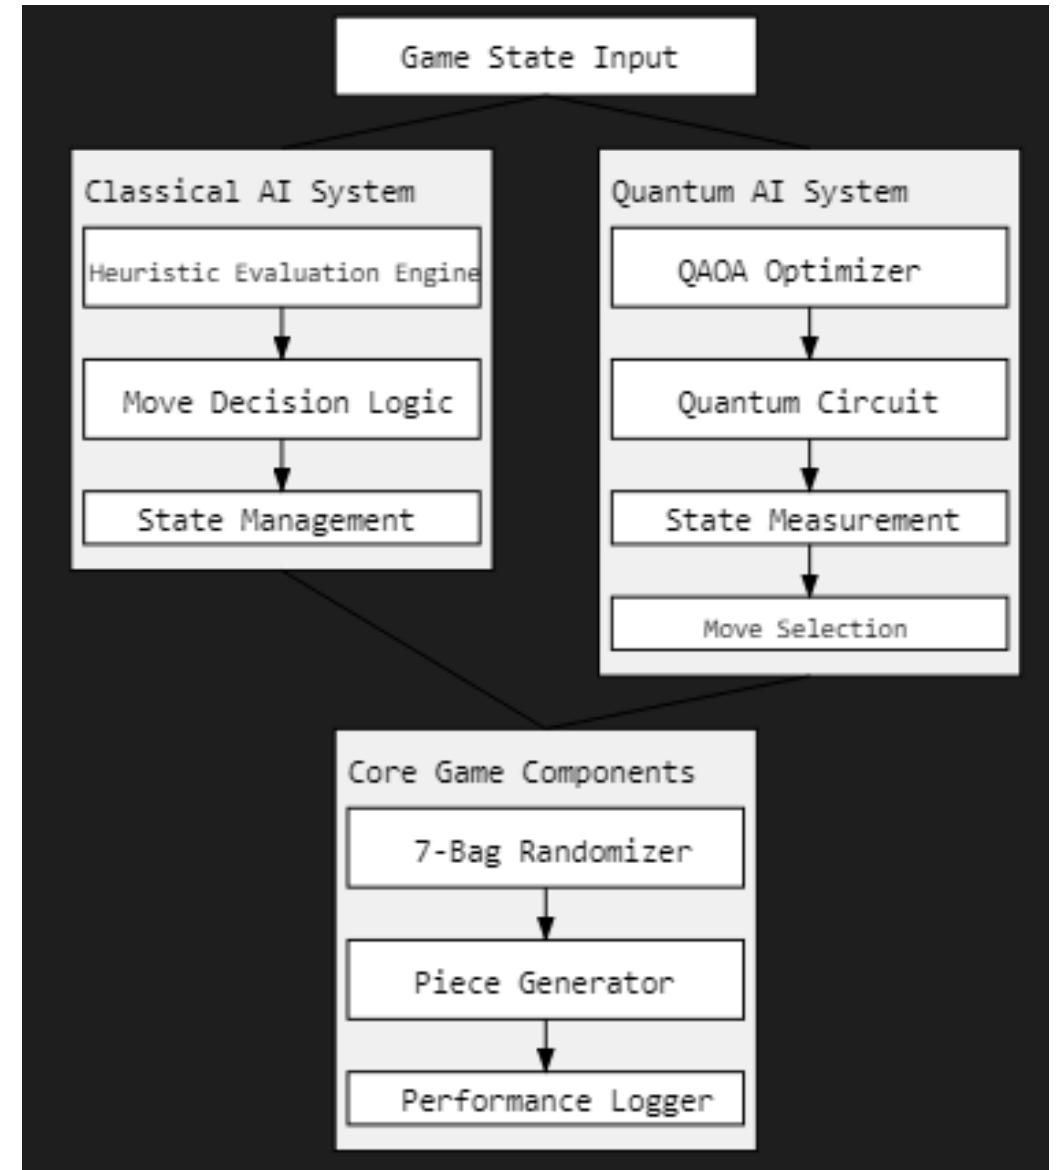 Game State Input
Classical AI System
Heuristic Evaluation Engine
Move Decision Logic
State Management
Quantum AI System
QAOA Optimizer
Quantum Circuit
State Measurement
Move Selection
Core Game Components
7-Bag Randomizer
Piece Generator
Performance Logger